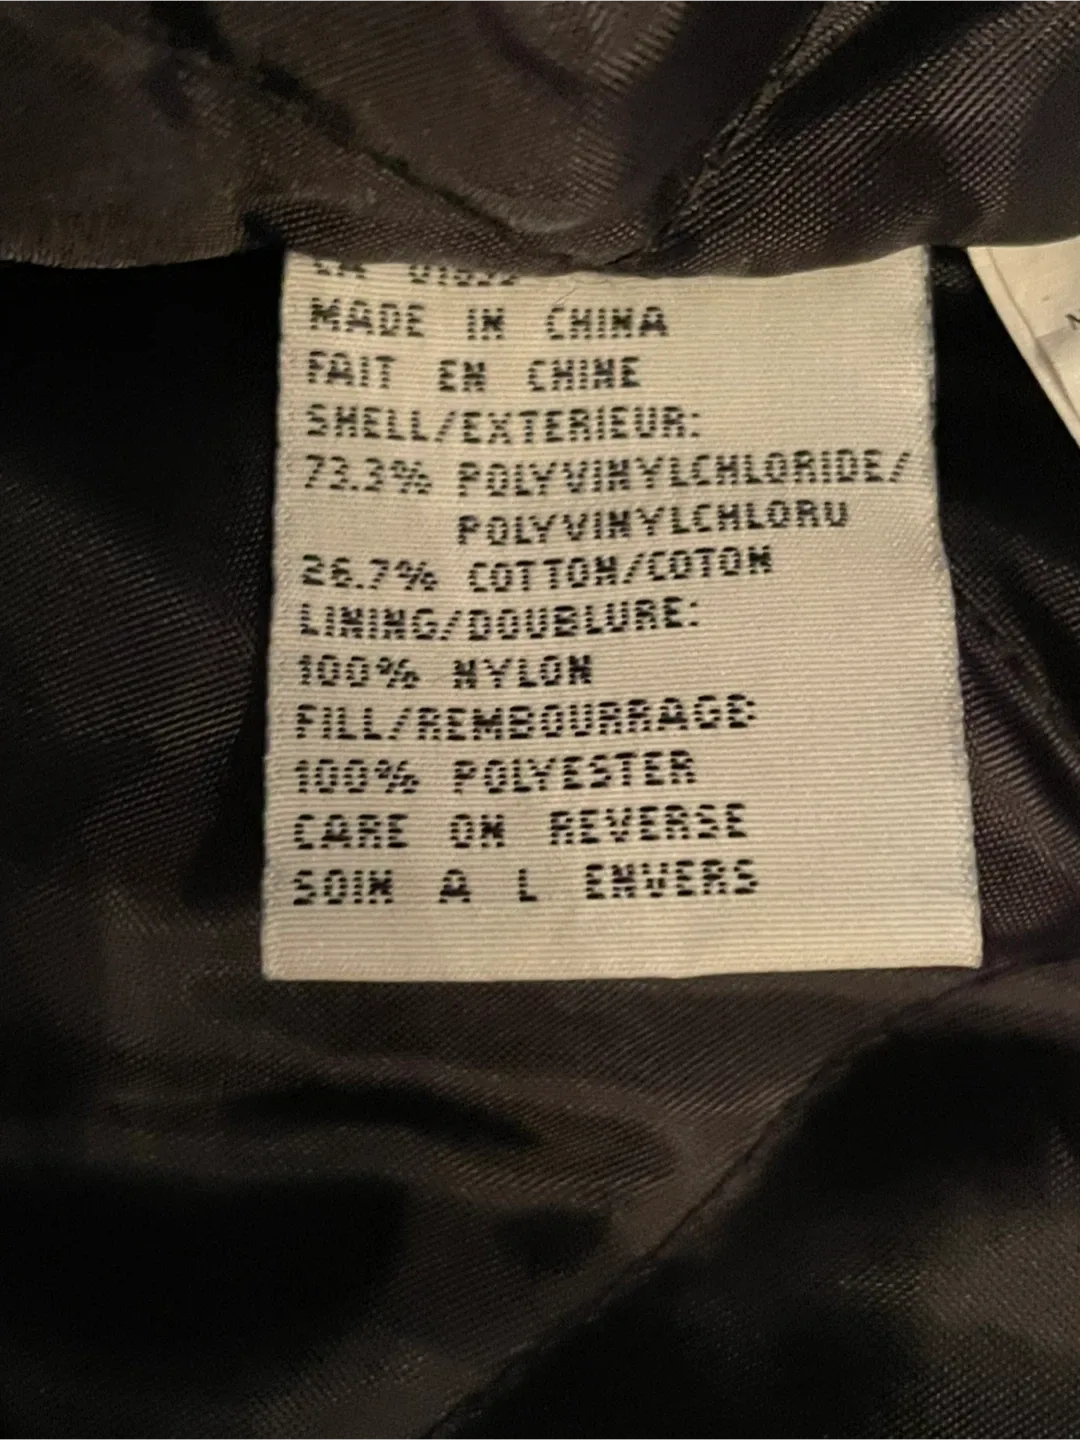 MADE IN CHINA
FAIT EN CHINE
SHELL/EXTERIEUR:
73.3% POLYVINYLCHLORIDE/
POLYVINYLCHLORU
26.7% COTTON/COTON
LINING/DOUBLURE:
100% NYLON
FILL/REMBOURRAGE
100% POLYESTER
CARE ON REVERSE
SOIN A L ENVERS